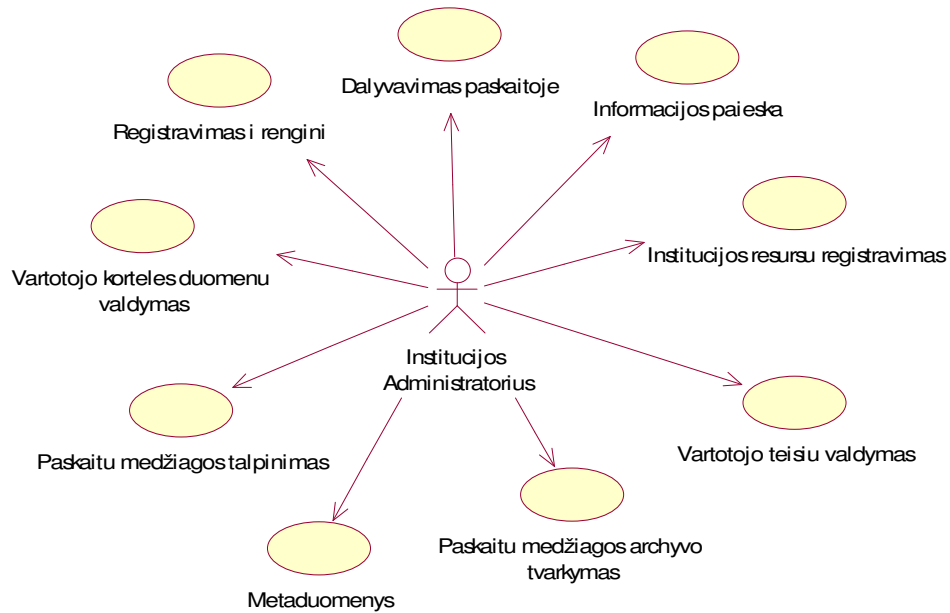 Dalyvavimas paskaitoje
Informacijos paieska
Registravimas i rengini
Institucijos resursu registravimas
Vartotojo korteles duomenu
valdymas
Institucijos
Administratorius
Vartotojo teisiu valdymas
Paskaitu medžiagos talpinimas
Paskaitu medžiagos archyvo
tvarkymas
Metaduomenys